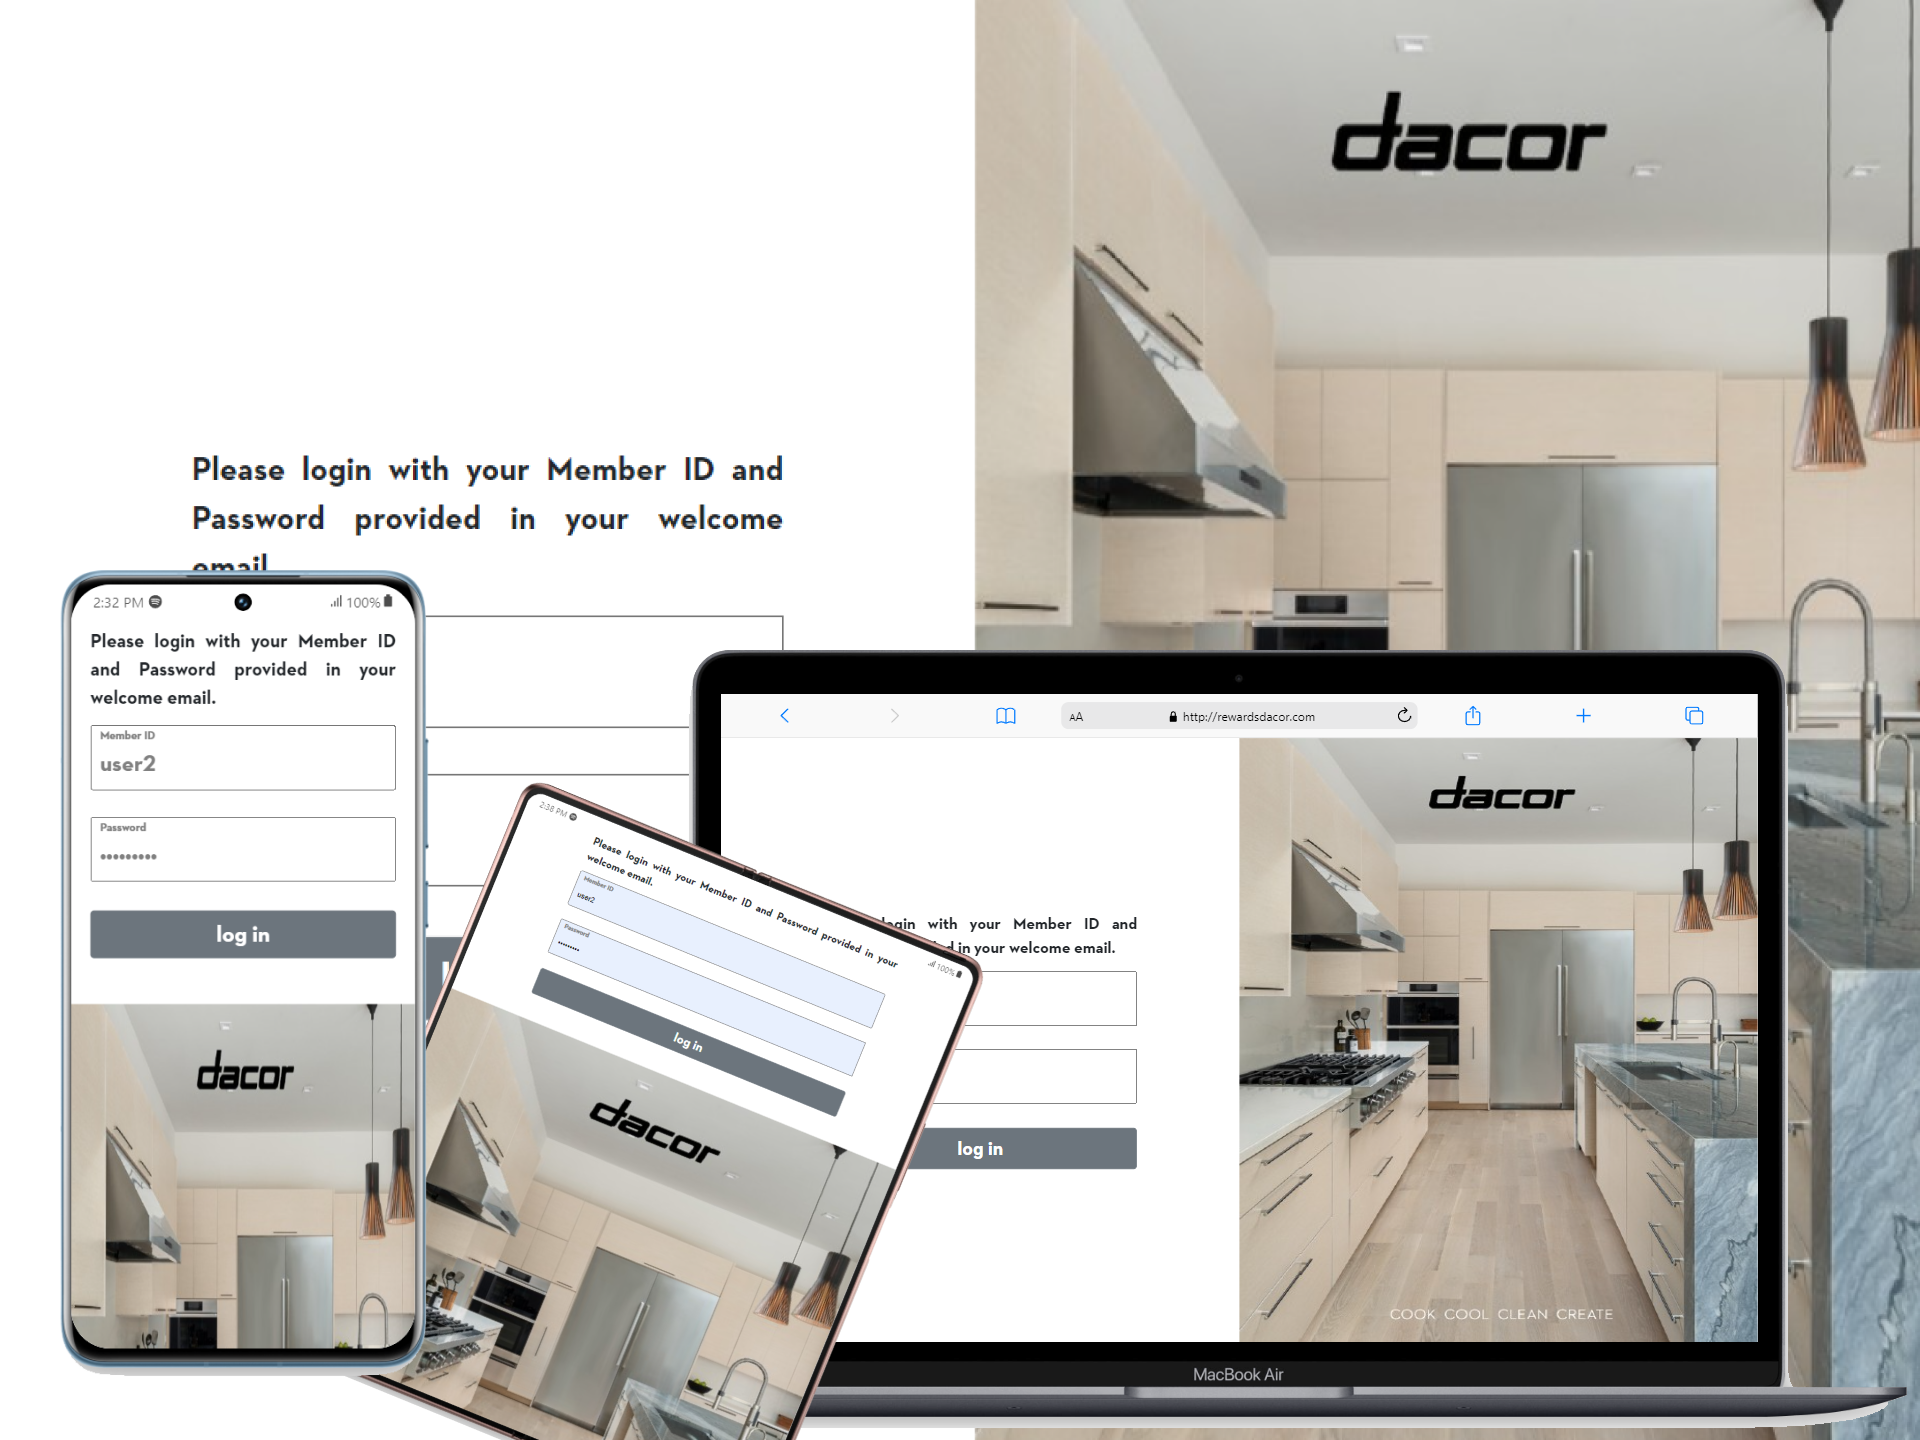 dacor
Please login with your Member ID and
Password provided in your welcome
email
2:32 PM
100%
Please login with your Member ID
and Password provided in your
welcome email.
Member ID
user2
Password
•••••••••
log in
dacor
2:38 PM
100%
Please login with your Member ID and Password provided in your
welcome email.
Member ID
user2
Password
•••••••••
log in
dacor
AA
http://rewardsdacor.com
dacor
login with your Member ID and
in your welcome email.
log in
COOK COOL CLEAN CREATE
MacBook Air